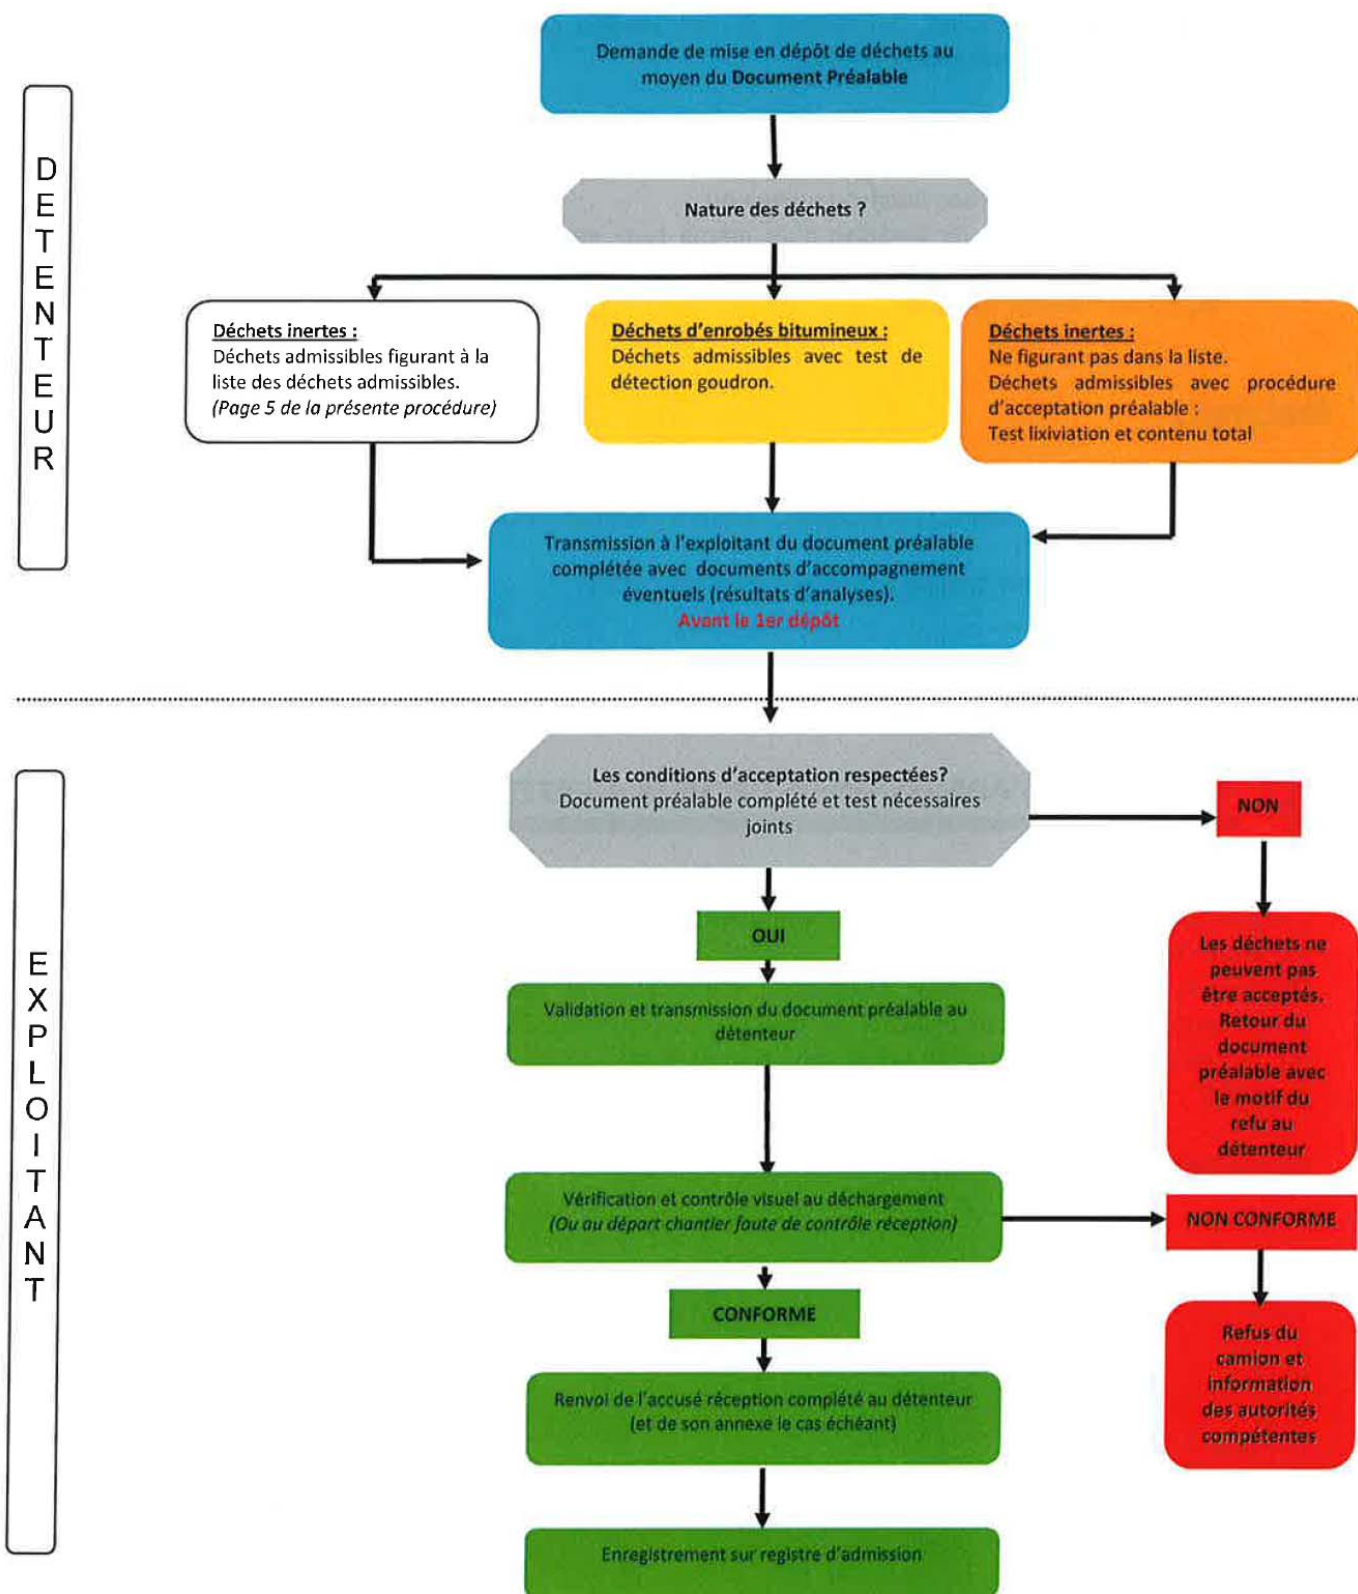 Demande de mise en dépôt de déchets au
moyen du Document Préalable
DETENTEUR
Nature des déchets ?
Déchets inertes :
Déchets admissibles figurant à la
liste des déchets admissibles.
(Page 5 de la présente procédure)
Déchets d'enrobés bitumineux :
Déchets admissibles avec test de
détection goudron.
Déchets inertes :
Ne figurant pas dans la liste.
Déchets admissibles avec procédure
d'acceptation préalable :
Test lixiviation et contenu total
Transmission à l'exploitant du document préalable
complétée avec documents d'accompagnement
éventuels (résultats d'analyses).
Avant le 1er dépôt
EXPLOITANT
Les conditions d'acceptation respectées?
Document préalable complété et test nécessaires
joints
NON
OUI
Les déchets ne
peuvent pas
être acceptés.
Retour du
document
préalable avec
le motif du
refu au
détenteur
Validation et transmission du document préalable au
détenteur
Vérification et contrôle visuel au déchargement
(Ou au départ chantier faute de contrôle réception)
NON CONFORME
CONFORME
Refus du
camion et
information
des autorités
compétentes
Renvoi de l'accusé réception complété au détenteur
(et de son annexe le cas échéant)
Enregistrement sur registre d'admission